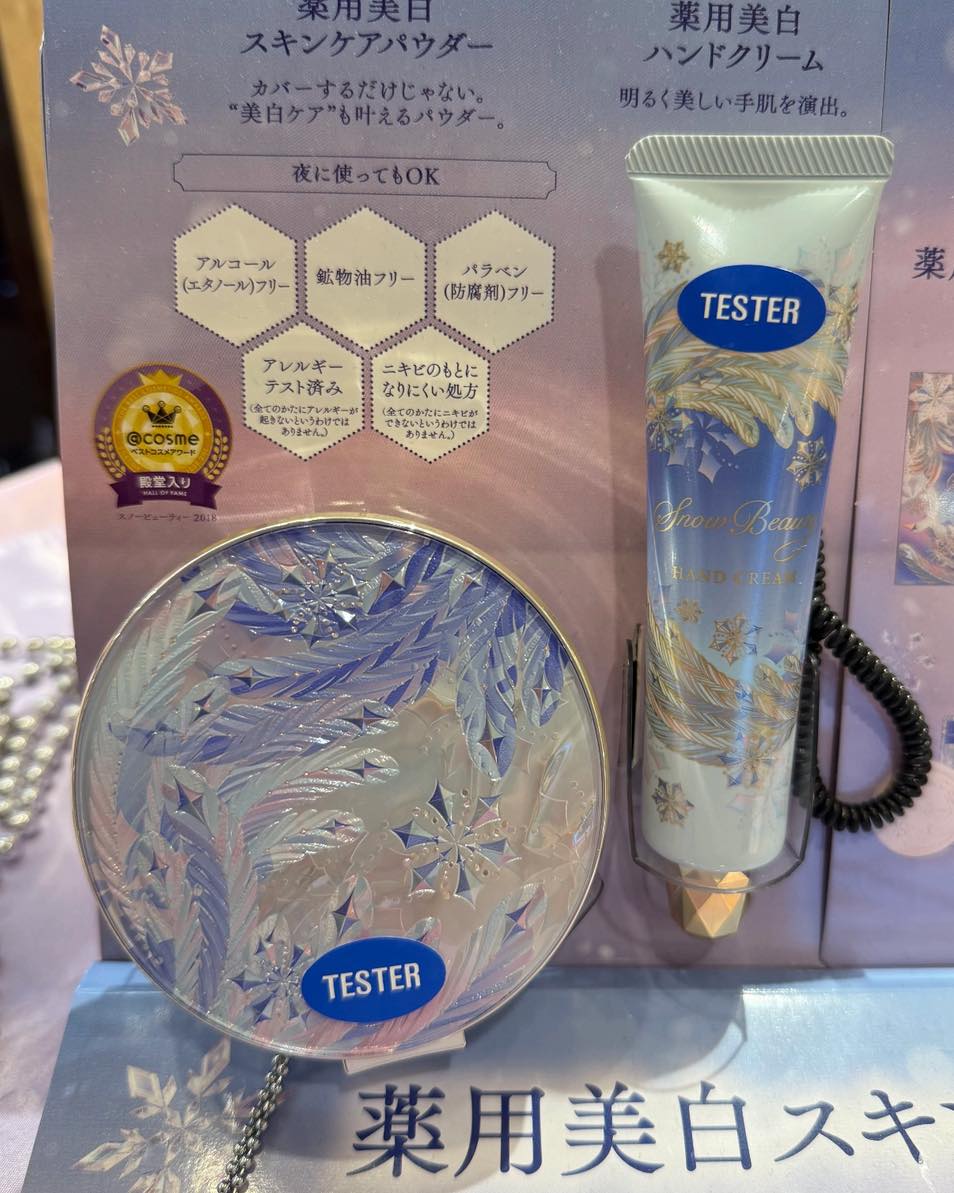 薬用美白
スキンケアパウダー
カバーするだけじゃない。
“美白ケア”も叶えるパウダー。
夜に使ってもOK
アルコール
(エタノール)フリー
鉱物油フリー
パラベン
(防腐剤)フリー
アレルギー
テスト済み
(全てのかたにアレルギーが
起きないというわけでは
ありません。)
ニキビのもとに
なりにくい処方
(全てのかたにニキビが
できないというわけでは
ありません。)
@cosme
ベストコスメアワード
殿堂入り
HALL OF FAME
スノービューティー 2018
TESTER
薬用美白
ハンドクリーム
明るく美しい手肌を演出。
TESTER
Snow Beauty
HAND CREAM
薬
薬用美白スキ